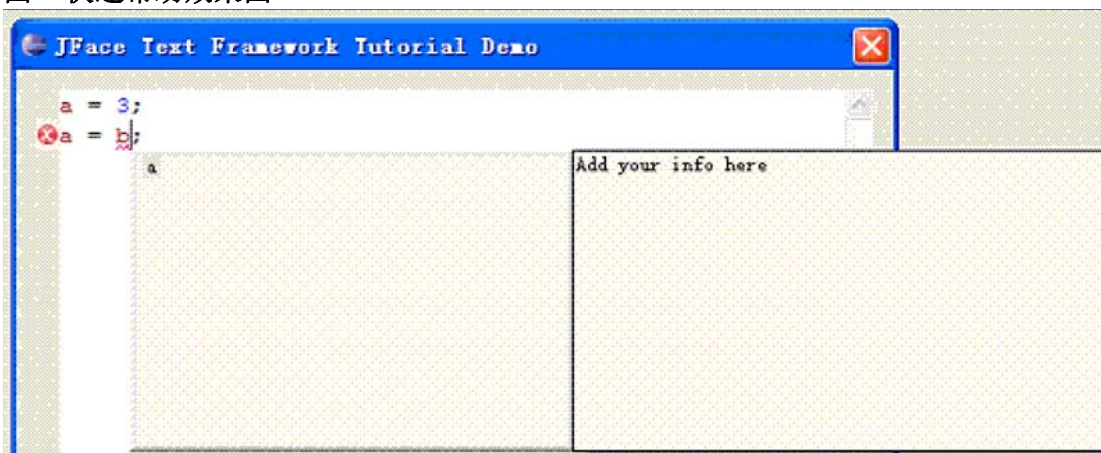 JFace Text Framework Tutorial Demo
a = 3;
a = b;
a
Add your info here